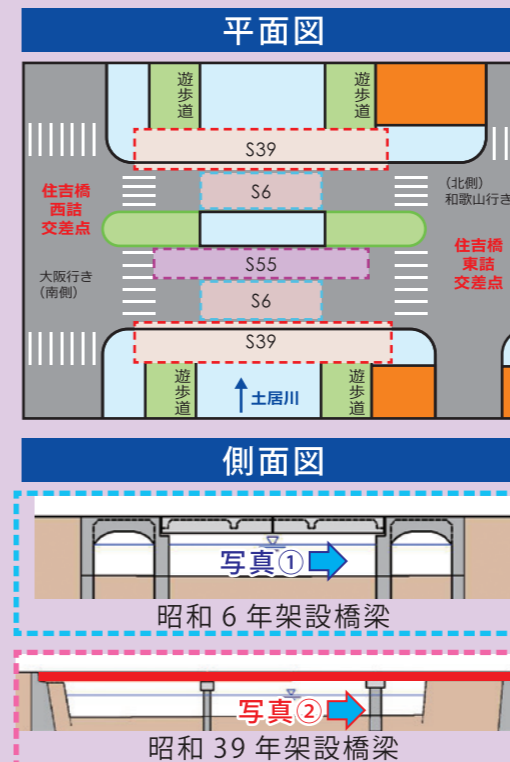 平面図
遊歩道
遊歩道
S39
S6
住吉橋
西詰
交差点
(北側)
和歌山行き
住吉橋
東詰
交差点
S55
大阪行き
(南側)
S6
S39
遊歩道
土居川
遊歩道
側面図
写真①
昭和 6 年架設橋梁
写真②
昭和 39 年架設橋梁